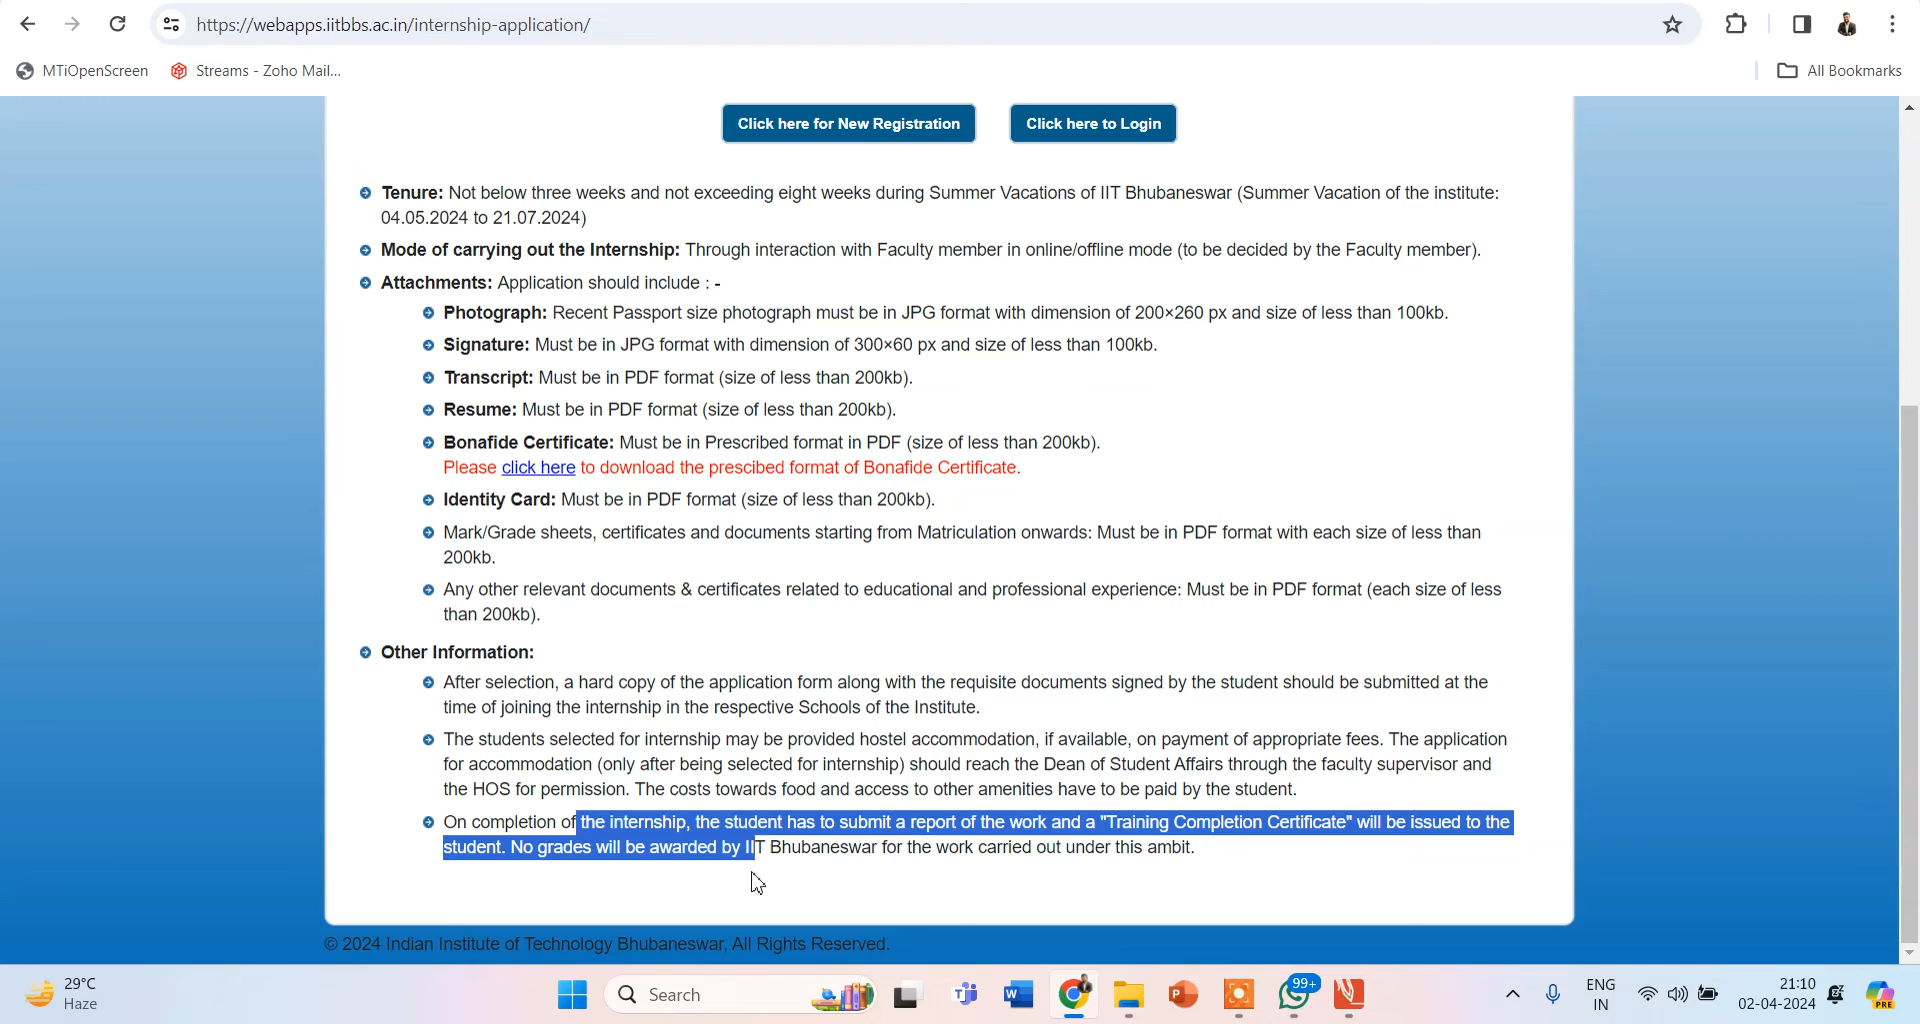 https://webapps.iitbbs.ac.in/internship-application/
MTiOpenScreen
Streams - Zoho Mail...
All Bookmarks
Click here for New Registration
Click here to Login
Tenure: Not below three weeks and not exceeding eight weeks during Summer Vacations of IIT Bhubaneswar (Summer Vacation of the institute:
04.05.2024 to 21.07.2024)
Mode of carrying out the Internship: Through interaction with Faculty member in online/offline mode (to be decided by the Faculty member).
Attachments: Application should include : -
Photograph: Recent Passport size photograph must be in JPG format with dimension of 200×260 px and size of less than 100kb.
Signature: Must be in JPG format with dimension of 300×60 px and size of less than 100kb.
Transcript: Must be in PDF format (size of less than 200kb).
Resume: Must be in PDF format (size of less than 200kb).
Bonafide Certificate: Must be in Prescribed format in PDF (size of less than 200kb).
Please click here to download the prescibed format of Bonafide Certificate.
Identity Card: Must be in PDF format (size of less than 200kb).
Mark/Grade sheets, certificates and documents starting from Matriculation onwards: Must be in PDF format with each size of less than
200kb.
Any other relevant documents & certificates related to educational and professional experience: Must be in PDF format (each size of less
than 200kb).
Other Information:
After selection, a hard copy of the application form along with the requisite documents signed by the student should be submitted at the
time of joining the internship in the respective Schools of the Institute.
The students selected for internship may be provided hostel accommodation, if available, on payment of appropriate fees. The application
for accommodation (only after being selected for internship) should reach the Dean of Student Affairs through the faculty supervisor and
the HOS for permission. The costs towards food and access to other amenities have to be paid by the student.
On completion of the internship, the student has to submit a report of the work and a "Training Completion Certificate" will be issued to the
student. No grades will be awarded by IIT Bhubaneswar for the work carried out under this ambit.
© 2024 Indian Institute of Technology Bhubaneswar, All Rights Reserved.
29°C
Haze
Search
99+
ENG
IN
21:10
02-04-2024
PRE